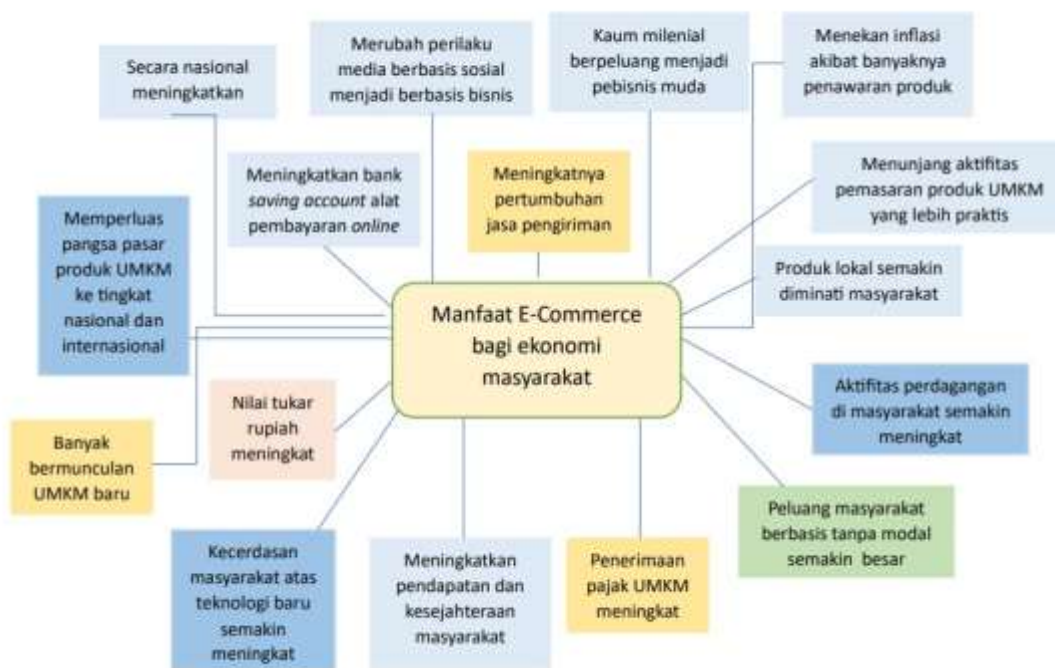 Secara nasional
meningkatkan
Merubah perilaku
media berbasis sosial
menjadi berbasis bisnis
Kaum milenial
berpeluang menjadi
pebisnis muda
Menekan inflasi
akibat banyaknya
penawaran produk
Meningkatkan bank
saving account alat
pembayaran online
Meningkatnya
pertumbuhan
jasa pengiriman
Menunjang aktifitas
pemasaran produk UMKM
yang lebih praktis
Memperluas
pangsa pasar
produk UMKM
ke tingkat
nasional dan
internasional
Produk lokal semakin
diminati masyarakat
Manfaat E-Commerce
bagi ekonomi
masyarakat
Nilai tukar
rupiah
meningkat
Aktifitas perdagangan
di masyarakat semakin
meningkat
Banyak
bermunculan
UMKM baru
Peluang masyarakat
berbasis tanpa modal
semakin besar
Kecerdasan
masyarakat atas
teknologi baru
semakin
meningkat
Meningkatkan
pendapatan dan
kesejahteraan
masyarakat
Penerimaan
pajak UMKM
meningkat